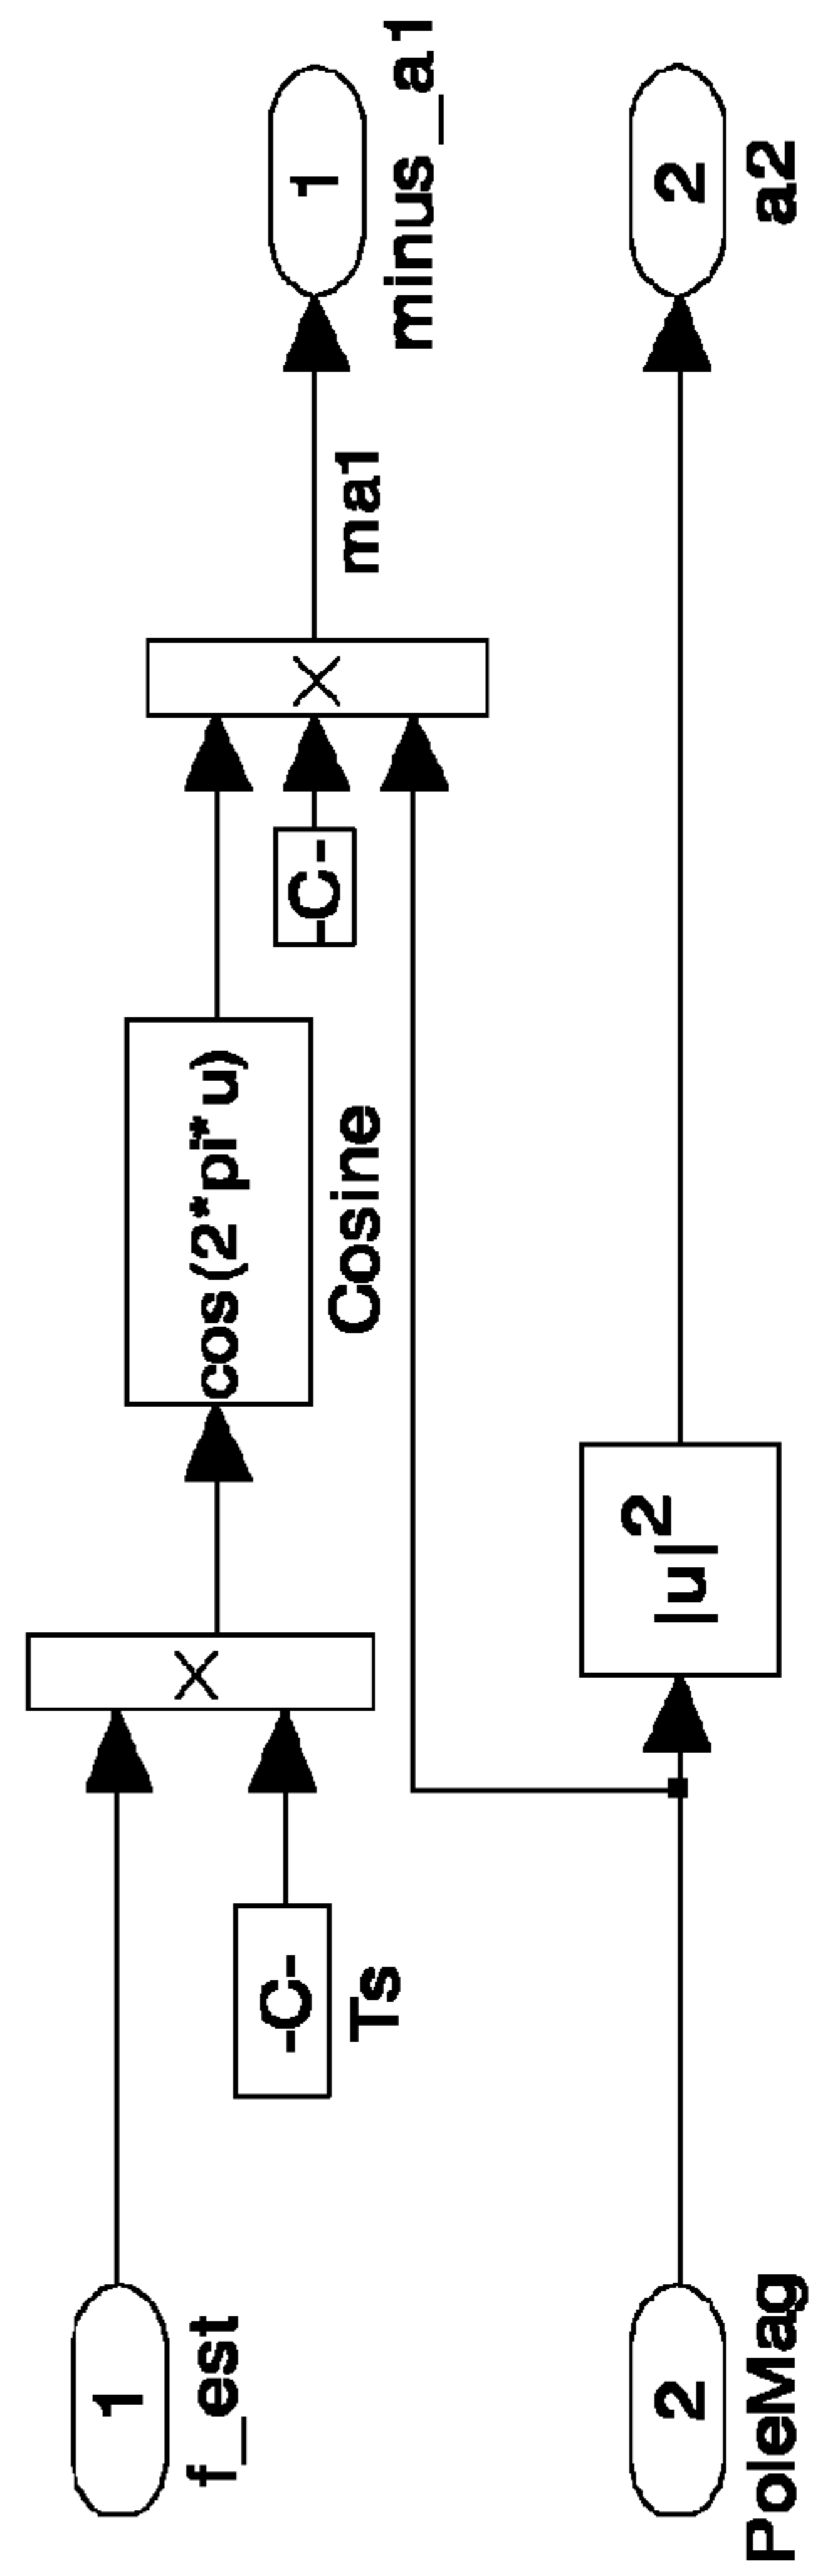 1
f_est
-C-
Ts
X
cos(2*pi*u)
Cosine
-C-
X
ma1
1
minus_a1
2
PoleMag
|u|²
2
a2